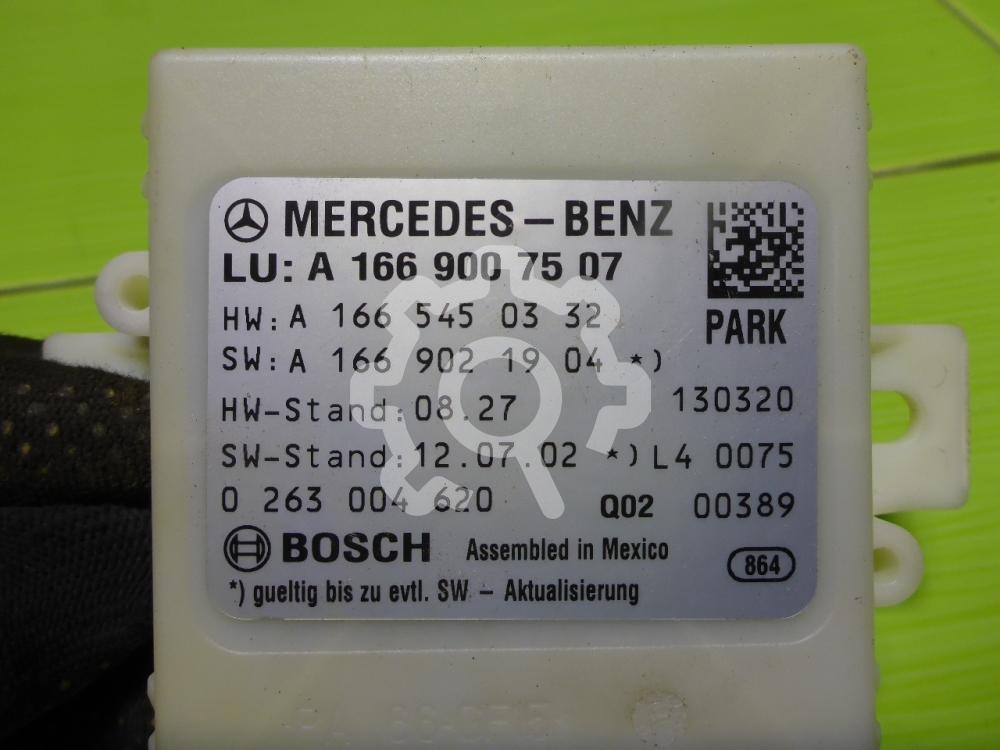 MERCEDES – BENZ
LU: A 166 900 75 07
HW: A 166 545 03 32 PARK
SW: A 166 902 19 04 *)
HW-Stand: 08.27 130320
SW-Stand: 12.07.02 *) L4 0075
0 263 004 620 Q02 00389
BOSCH Assembled in Mexico 864
*) gueltig bis zu evtl. SW – Aktualisierung